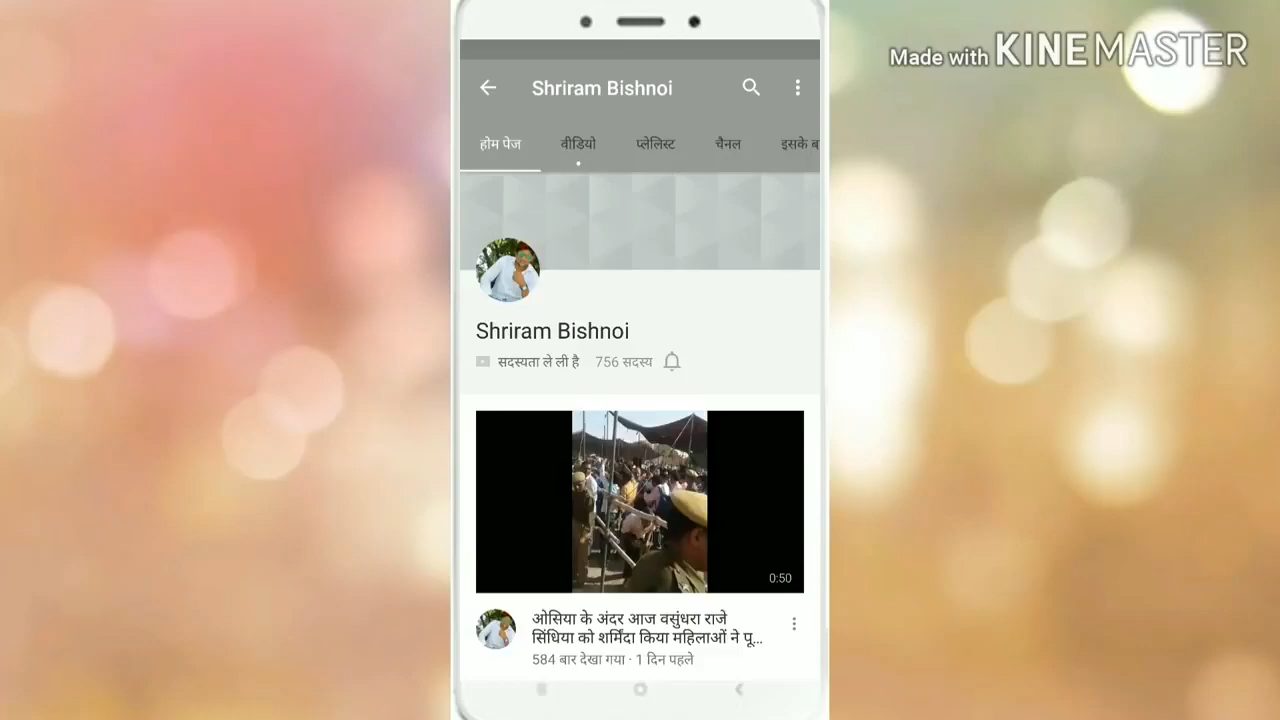 Made with KINEMASTER
Shriram Bishnoi
होम पेज वीडियो प्लेलिस्ट चैनल इसके ब
Shriram Bishnoi
सदस्यता ले ली है 756 सदस्य
0:50
ओसिया के अंदर आज वसुंधरा राजे
सिंधिया को शर्मिंदा किया महिलाओं ने पू...
584 बार देखा गया · 1 दिन पहले